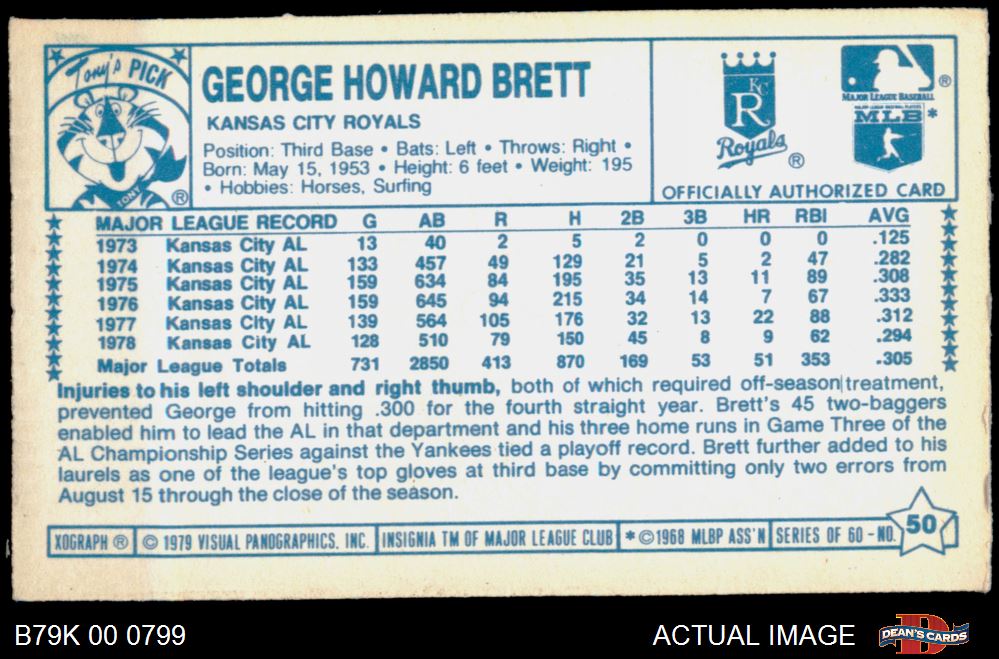 Tony's PICK
TONY ®
GEORGE HOWARD BRETT
KANSAS CITY ROYALS
Position: Third Base • Bats: Left • Throws: Right •
Born: May 15, 1953 • Height: 6 feet • Weight: 195
• Hobbies: Horses, Surfing
KC
R
Royals ®
®
MAJOR LEAGUE BASEBALL
MAJOR LEAGUE BASEBALL PLAYERS
MLB *
OFFICIALLY AUTHORIZED CARD
MAJOR LEAGUE RECORD G AB R H 2B 3B HR RBI AVG
1973 Kansas City AL 13 40 2 5 2 0 0 0 .125
1974 Kansas City AL 133 457 49 129 21 5 2 47 .282
1975 Kansas City AL 159 634 84 195 35 13 11 89 .308
1976 Kansas City AL 159 645 94 215 34 14 7 67 .333
1977 Kansas City AL 139 564 105 176 32 13 22 88 .312
1978 Kansas City AL 128 510 79 150 45 8 9 62 .294
Major League Totals 731 2850 413 870 169 53 51 353 .305
Injuries to his left shoulder and right thumb, both of which required off-season treatment,
prevented George from hitting .300 for the fourth straight year. Brett's 45 two-baggers
enabled him to lead the AL in that department and his three home runs in Game Three of the
AL Championship Series against the Yankees tied a playoff record. Brett further added to his
laurels as one of the league's top gloves at third base by committing only two errors from
August 15 through the close of the season.
XOGRAPH ® © 1979 VISUAL PANOGRAPHICS, INC. INSIGNIA TM OF MAJOR LEAGUE CLUB * © 1968 MLBP ASS'N SERIES OF 60 - NO. 50
B79K 00 0799
ACTUAL IMAGE
D
DEAN'S CARDS